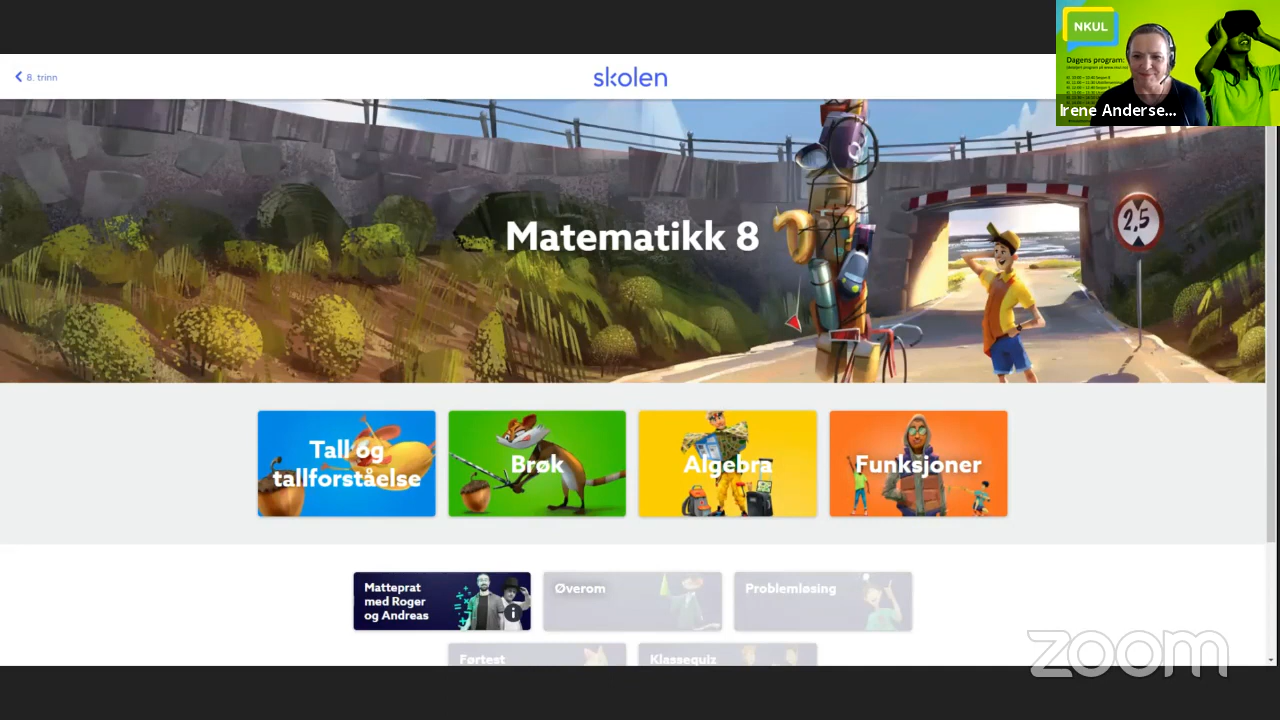 8. trinn
skolen
NKUL
Dagens program:
Irene Anderse...
Matematikk 8
2,5
Tall og
tallforståelse
Brøk
Algebra
Funksjoner
Matteprat
med Roger
og Andreas
Øverom
Problemløsing
Førtest
Klassequiz
zoom